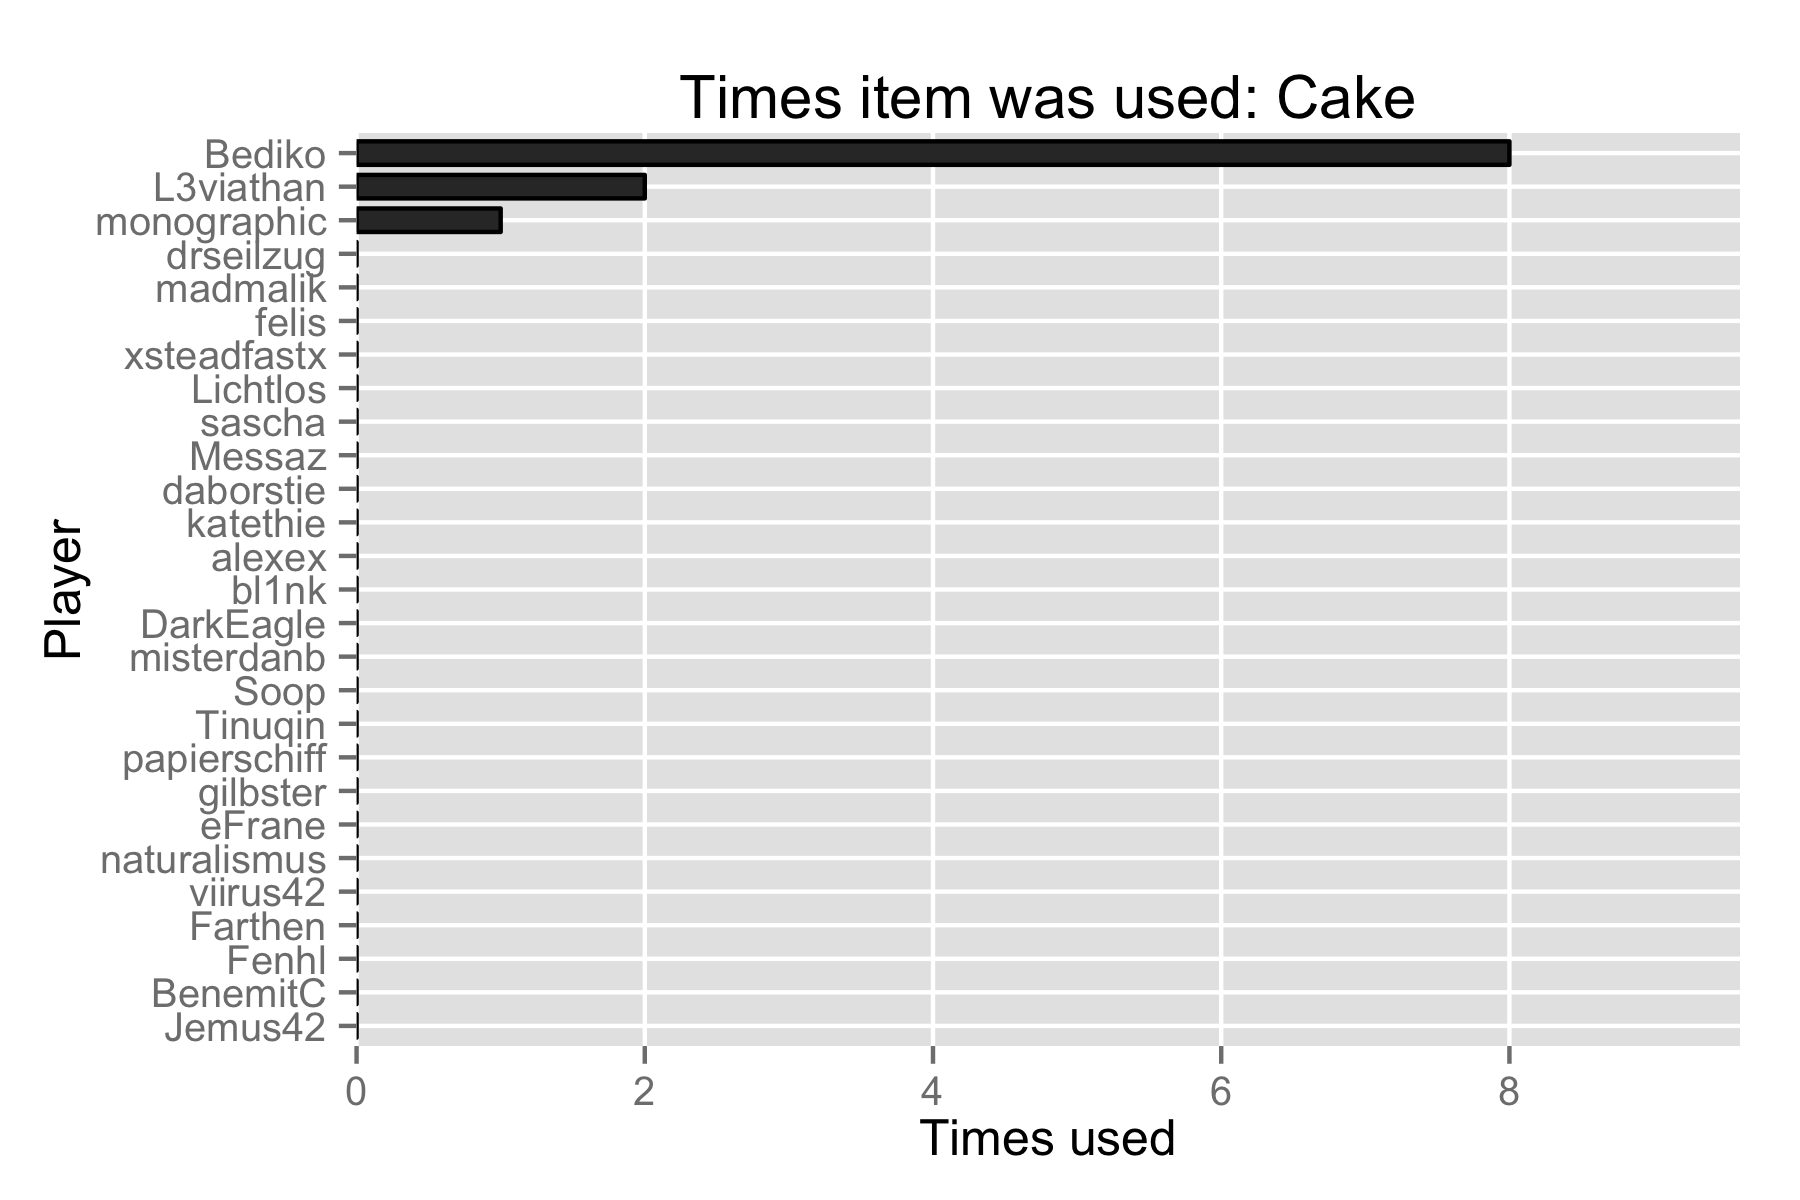 Times item was used: Cake
Bediko
L3viathan
monographic
drseilzug
madmalik
felis
xsteadfastx
Lichtlos
sascha
Messaz
daborstie
katethie
alexex
bl1nk
DarkEagle
misterdanb
Soop
Tinuqin
papierschiff
gilbster
eFrane
naturalismus
viirus42
Farthen
Fenhl
BenemitC
Jemus42
Player
0 2 4 6 8
Times used